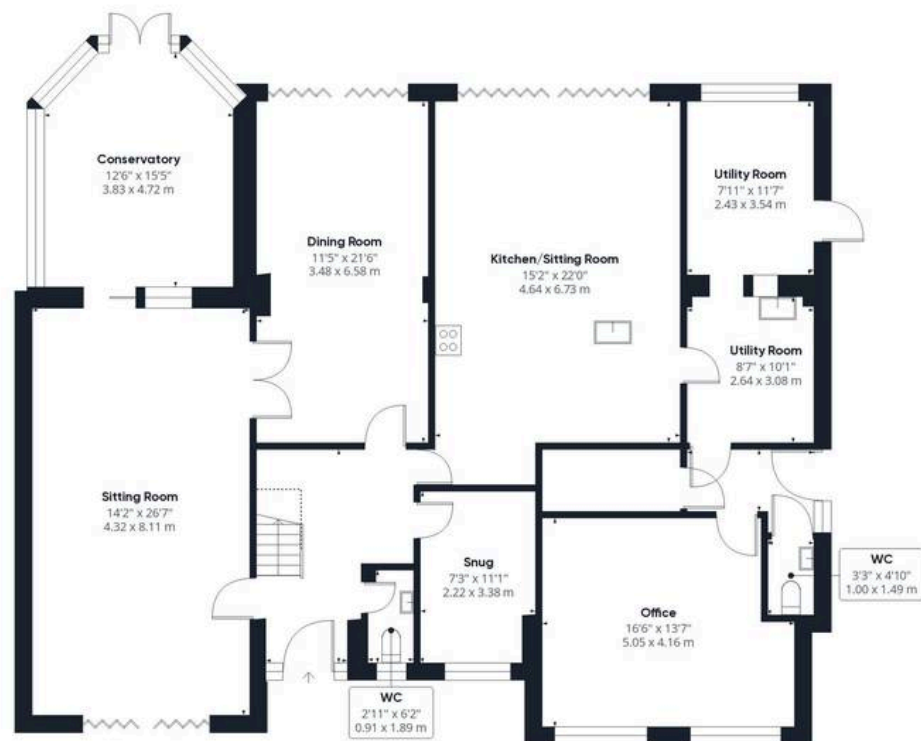 Conservatory
12'6" x 15'5"
3.83 x 4.72 m
Dining Room
11'5" x 21'6"
3.48 x 6.58 m
Kitchen/Sitting Room
15'2" x 22'0"
4.64 x 6.73 m
Utility Room
7'11" x 11'7"
2.43 x 3.54 m
Utility Room
8'7" x 10'1"
2.64 x 3.08 m
Sitting Room
14'2" x 26'7"
4.32 x 8.11 m
Snug
7'3" x 11'1"
2.22 x 3.38 m
Office
16'6" x 13'7"
5.05 x 4.16 m
WC
3'3" x 4'10"
1.00 x 1.49 m
WC
2'11" x 6'2"
0.91 x 1.89 m